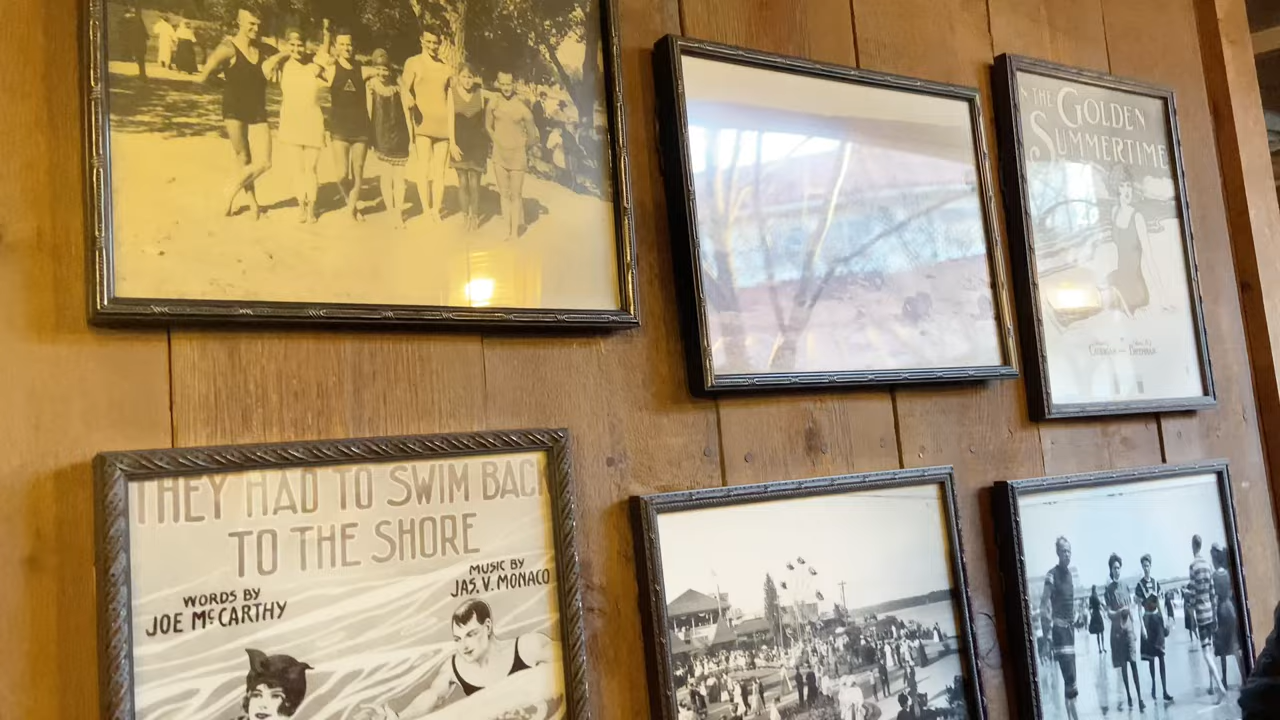 N THE GOLDEN
SUMMERTIME
THEY HAD TO SWIM BACK
TO THE SHORE
WORDS BY
JOE McCARTHY
MUSIC BY
JAS. V. MONACO